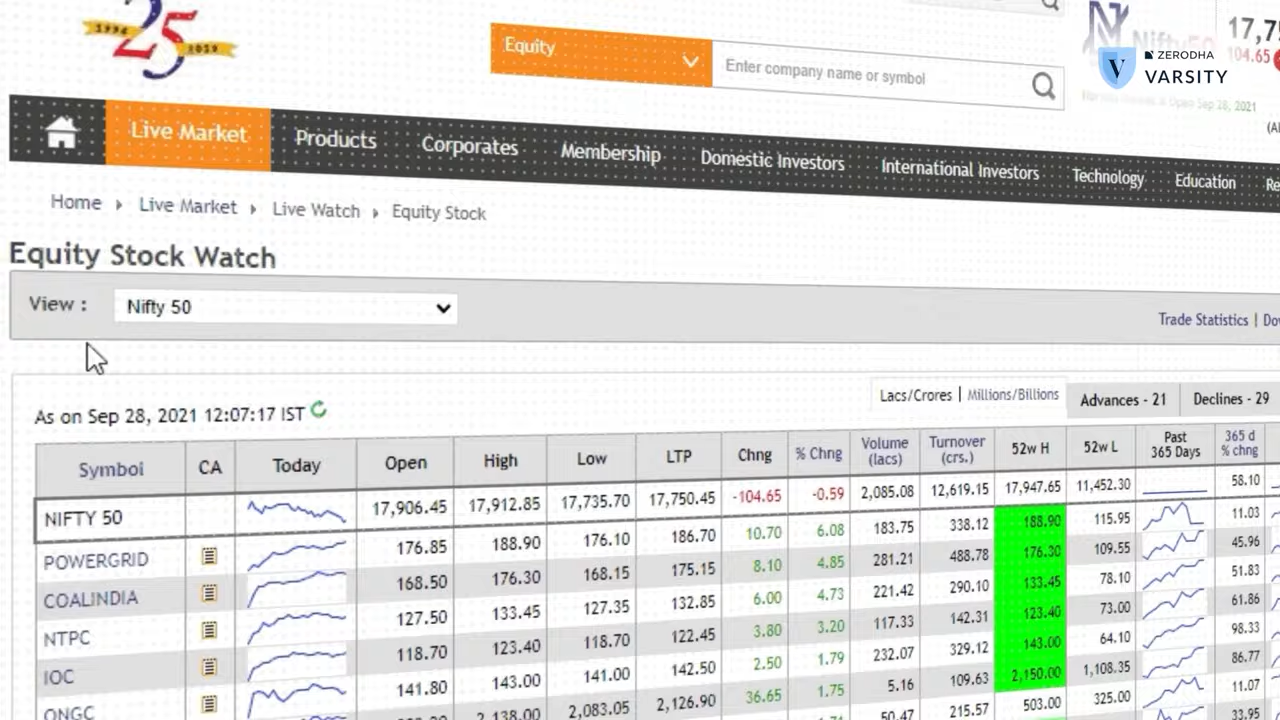 25
1994 2019
Equity
Enter company name or symbol
Nifty50
104.65
ZERODHA
VARSITY
Sep 28, 2021
Live Market Products Corporates Membership Domestic Investors International Investors Technology Education
Home Live Market Live Watch Equity Stock
Equity Stock Watch
View : Nifty 50
Trade Statistics |
Lacs/Crores | Millions/Billions Advances - 21 Declines - 29
As on Sep 28, 2021 12:07:17 IST
Symbol CA Today Open High Low LTP Chng % Chng Volume (lacs) Turnover (crs.) 52w H 52w L Past 365 Days 365 d % chng
NIFTY 50 17,906.45 17,912.85 17,735.70 17,750.45 -104.65 -0.59 2,085.08 12,619.15 17,947.65 11,452.30 58.10
POWERGRID 176.85 188.90 176.10 186.70 10.70 6.08 183.75 338.12 188.90 115.95 11.03
COALINDIA 168.50 176.30 168.15 175.15 8.10 4.85 281.21 488.78 176.30 109.55 45.96
NTPC 127.50 133.45 127.35 132.85 6.00 4.73 221.42 290.10 133.45 78.10 51.83
IOC 118.70 123.40 118.70 122.45 3.80 3.20 117.33 142.31 123.40 73.00 61.86
ONGC 141.80 143.00 141.00 142.50 2.50 1.79 232.07 329.12 143.00 64.10 98.33
2,138.00 2,083.05 2,126.90 36.65 1.75 5.16 109.63 2,150.00 1,108.35 86.77
50.47 215.57 503.00 325.00 11.07
33.95